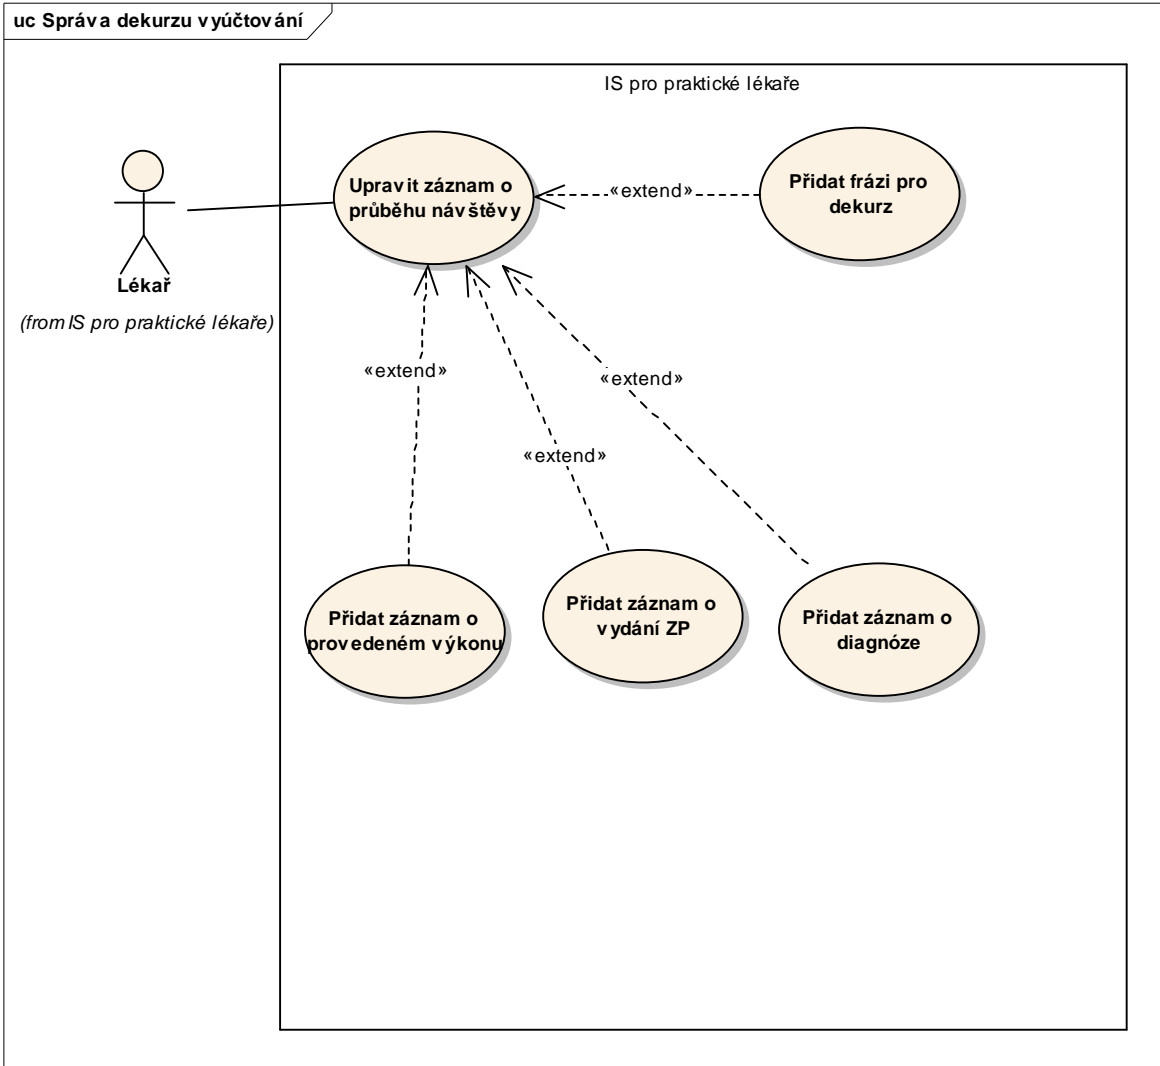 uc Správa dekurzu vyúčtování
IS pro praktické lékaře
Lékař
(from IS pro praktické lékaře)
Upravit záznam o
průběhu návštěvy
«extend»
Přidat frázi pro
dekurz
«extend»
«extend»
«extend»
Přidat záznam o
provedeném výkonu
Přidat záznam o
vydání ZP
Přidat záznam o
diagnóze